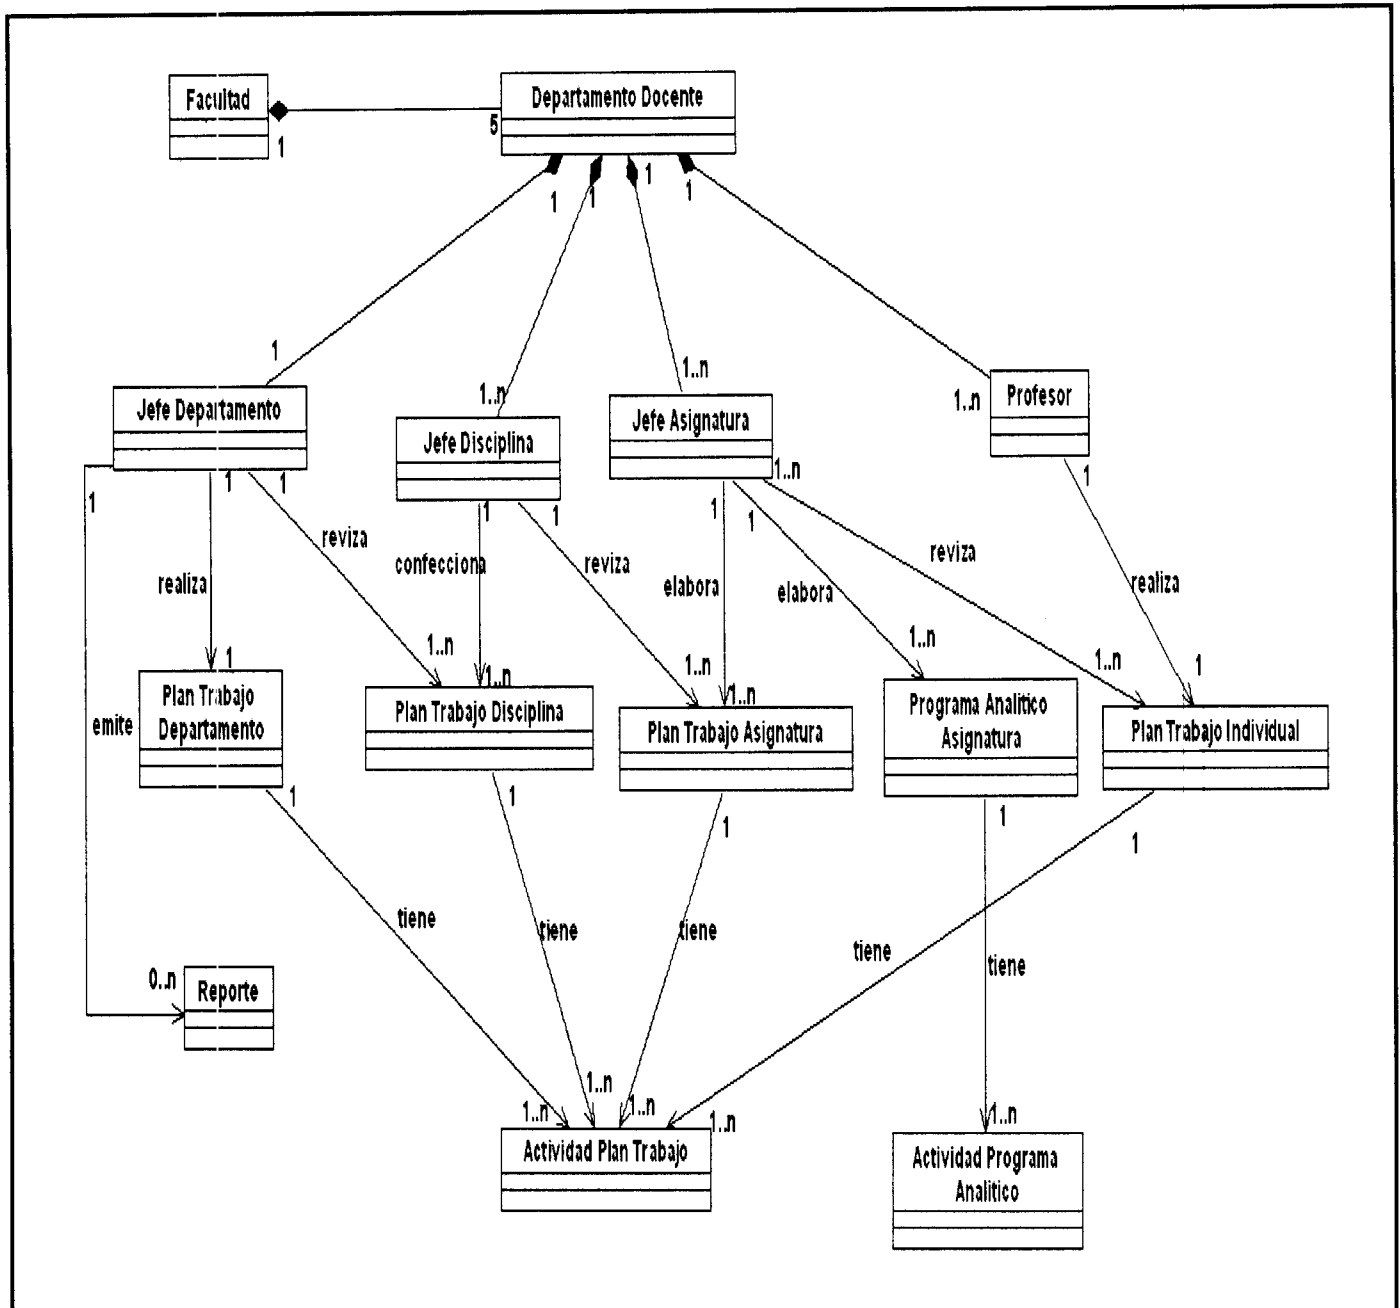 Facultad
Departamento Docente
1
5
1
1
1
1
1
1..n
1..n
1..n
Jefe Departamento
Jefe Disciplina
Jefe Asignatura
Profesor
1
1
1
1
1
1
1
1..n
1
reviza
confecciona
reviza
reviza
realiza
elabora
elabora
realiza
1
1..n
1..n
1..n
1..n
1..n
1..n
1
Plan Trabajo
Departamento
Plan Trabajo Disciplina
Plan Trabajo Asignatura
Programa Analitico
Asignatura
Plan Trabajo Individual
emite
1
1
1
1
1
tiene
tiene
tiene
tiene
tiene
0..n
Reporte
1..n
1..n
1..n
1..n
1..n
Actividad Plan Trabajo
Actividad Programa
Analitico